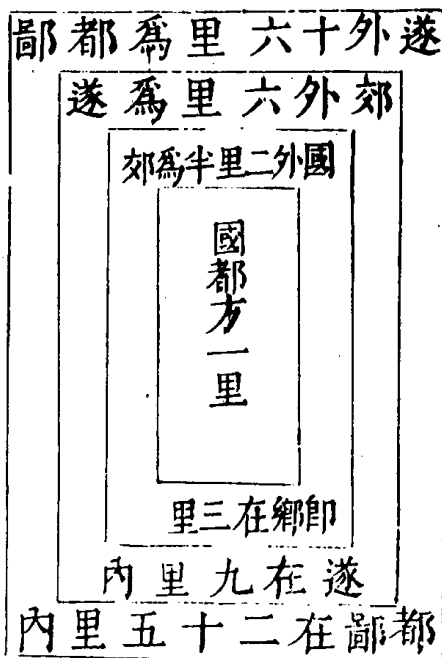 遂外十六里爲都鄙
郊外六里爲遂
國外二里半爲郊
國都方一里
卽鄉在三里
遂在九里內
都鄙在二十五里內